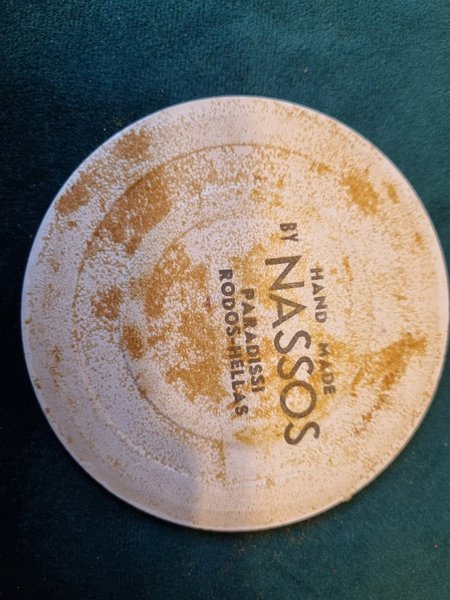 HAND MADE
BY NASSOS
PARADISSI
RODOS-HELLAS